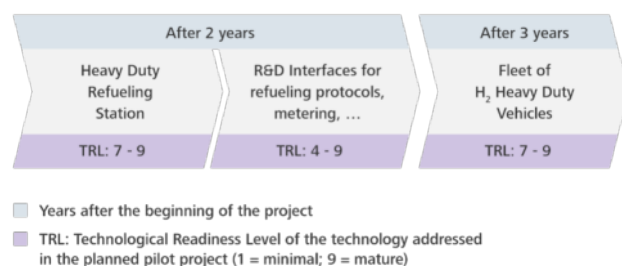 After 2 years
After 3 years
Heavy Duty
Refueling
Station
R&D Interfaces for
refueling protocols,
metering, ...
Fleet of
H₂ Heavy Duty
Vehicles
TRL: 7 - 9
TRL: 4 - 9
TRL: 7 - 9
Years after the beginning of the project
TRL: Technological Readiness Level of the technology addressed
in the planned pilot project (1 = minimal; 9 = mature)